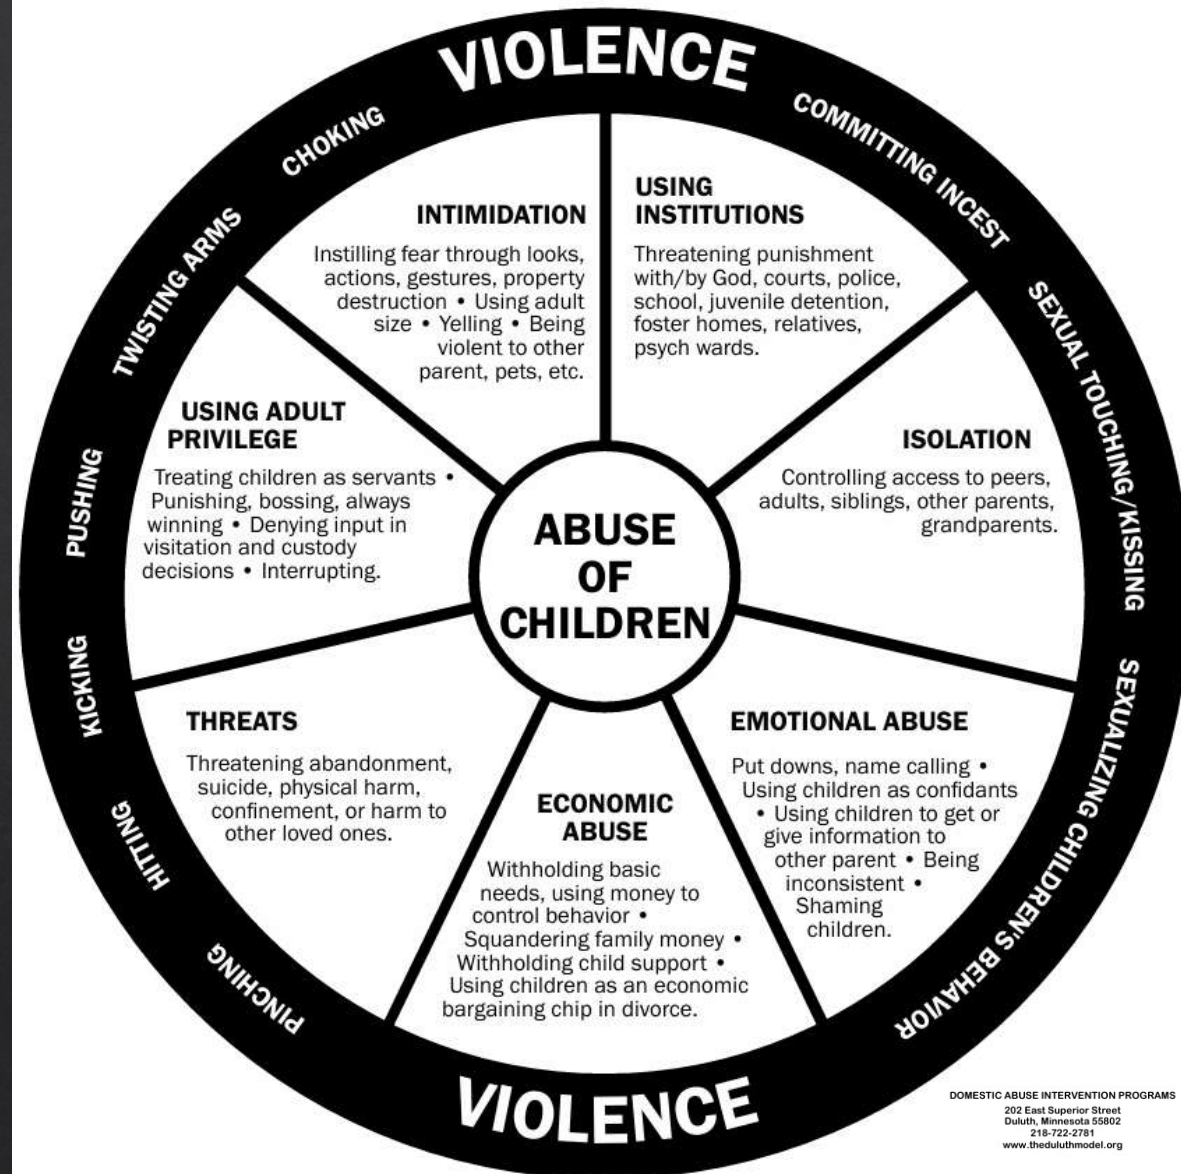 VIOLENCE
COMMITTING INCEST
SEXUAL TOUCHING/KISSING
SEXUALIZING CHILDREN'S BEHAVIOR
CHOKING
TWISTING ARMS
PUSHING
KICKING
HITTING
PINCHING
VIOLENCE
ABUSE
OF
CHILDREN
INTIMIDATION
Instilling fear through looks,
actions, gestures, property
destruction • Using adult
size • Yelling • Being
violent to other
parent, pets, etc.
USING
INSTITUTIONS
Threatening punishment
with/by God, courts, police,
school, juvenile detention,
foster homes, relatives,
psych wards.
ISOLATION
Controlling access to peers,
adults, siblings, other parents,
grandparents.
EMOTIONAL ABUSE
Put downs, name calling •
Using children as confidants
• Using children to get or
give information to
other parent • Being
inconsistent •
Shaming
children.
ECONOMIC
ABUSE
Withholding basic
needs, using money to
control behavior •
Squandering family money •
Withholding child support •
Using children as an economic
bargaining chip in divorce.
THREATS
Threatening abandonment,
suicide, physical harm,
confinement, or harm to
other loved ones.
USING ADULT
PRIVILEGE
Treating children as servants •
Punishing, bossing, always
winning • Denying input in
visitation and custody
decisions • Interrupting.
DOMESTIC ABUSE INTERVENTION PROGRAMS
202 East Superior Street
Duluth, Minnesota 55802
218-722-2781
www.theduluthmodel.org